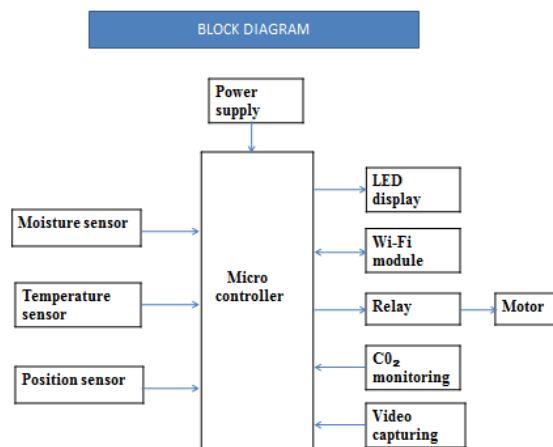 BLOCK DIAGRAM
Power
supply
LED
display
Moisture sensor
Wi-Fi
module
Micro
controller
Temperature
sensor
Relay
Motor
C0₂
monitoring
Position sensor
Video
capturing